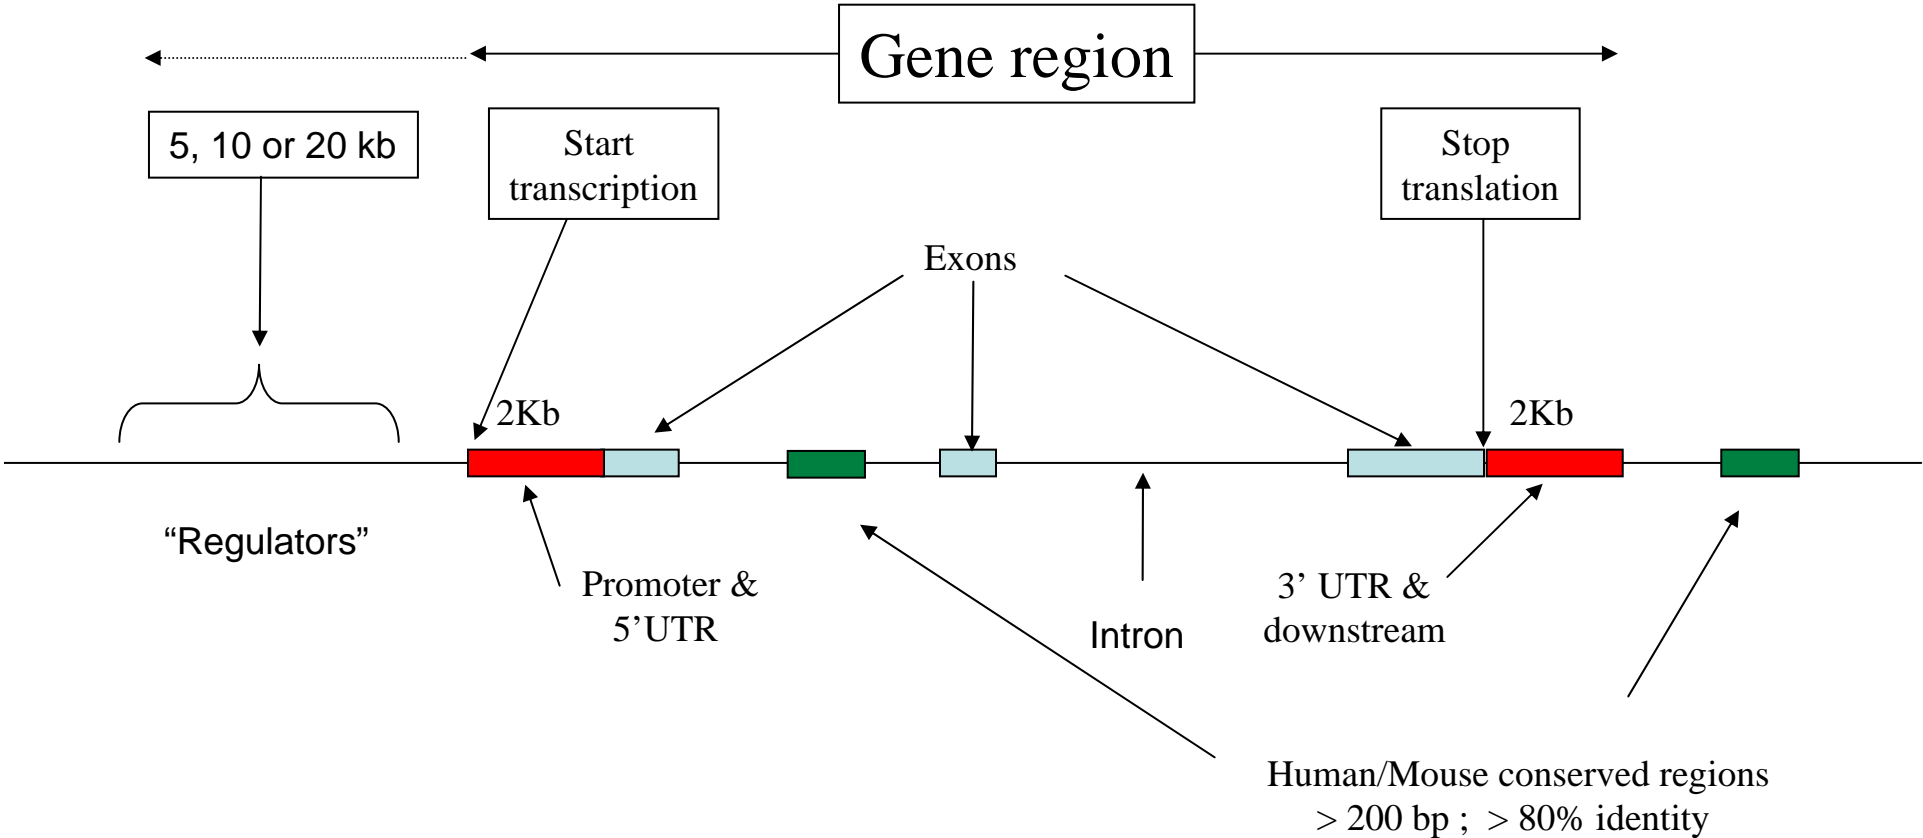 Gene region
5, 10 or 20 kb
Start
transcription
Stop
translation
Exons
2Kb
2Kb
“Regulators”
Promoter &
5’UTR
Intron
3’ UTR &
downstream
Human/Mouse conserved regions
> 200 bp ; > 80% identity